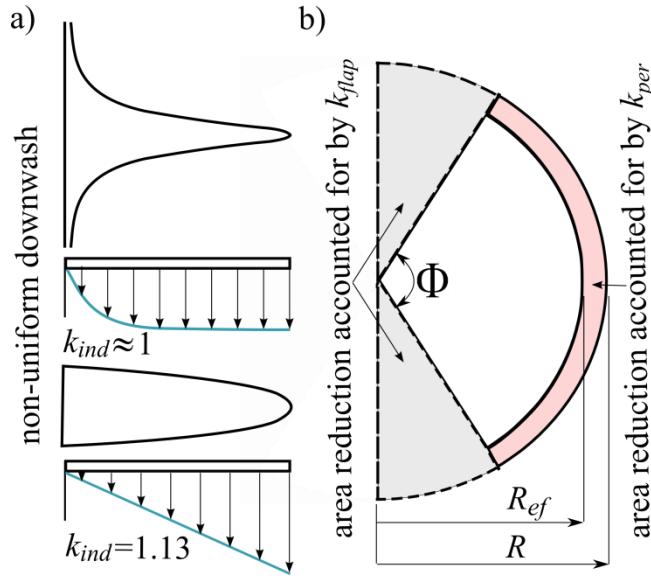 a)
non-uniform downwash
k_ind≈1
k_ind=1.13
b)
area reduction accounted for by k_flap
Φ
area reduction accounted for by k_per
R_ef
R